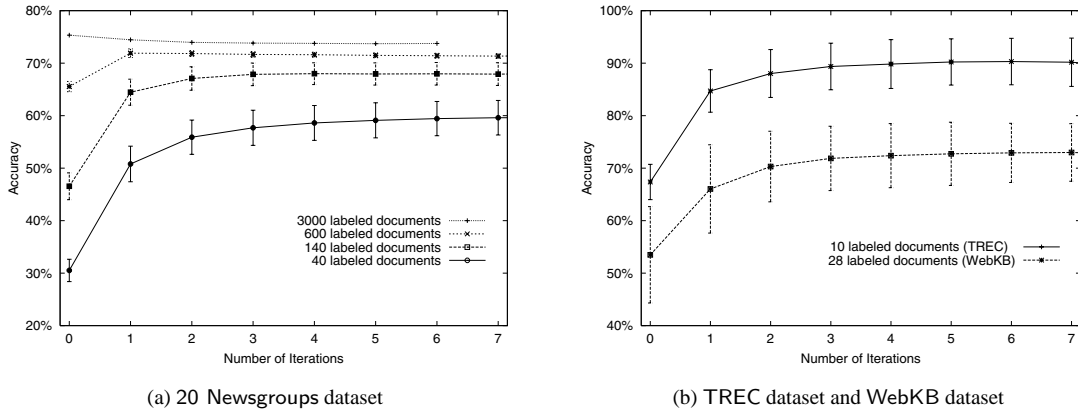 80%
70%
60%
50%
40%
30%
20%
Accuracy
3000 labeled documents
600 labeled documents
140 labeled documents
40 labeled documents
0 1 2 3 4 5 6 7
Number of Iterations
(a) 20 Newsgroups dataset
100%
90%
80%
70%
60%
50%
40%
Accuracy
10 labeled documents (TREC)
28 labeled documents (WebKB)
0 1 2 3 4 5 6 7
Number of Iterations
(b) TREC dataset and WebKB dataset